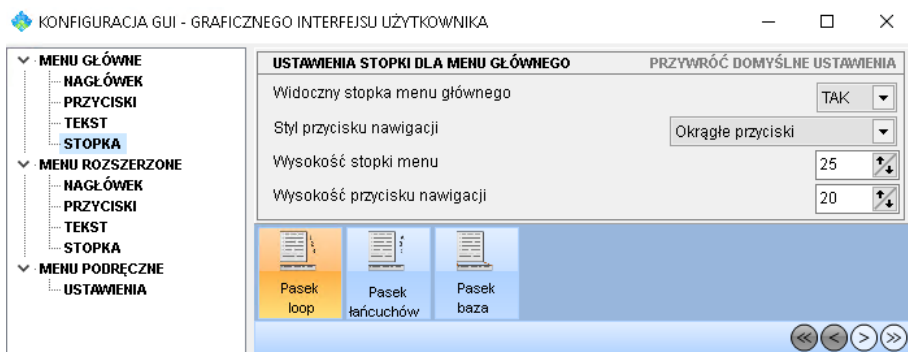 KONFIGURACJA GUI - GRAFICZNEGO INTERFEJSU UŻYTKOWNIKA
MENU GŁÓWNE
NAGŁÓWEK
PRZYCISKI
TEKST
STOPKA
MENU ROZSZERZONE
NAGŁÓWEK
PRZYCISKI
TEKST
STOPKA
MENU PODRĘCZNE
USTAWIENIA
USTAWIENIA STOPKI DLA MENU GŁÓWNEGO PRZYWRÓĆ DOMYŚLNE USTAWIENIA
Widoczny stopka menu głównego TAK
Styl przycisku nawigacji Okrągłe przyciski
Wysokość stopki menu 25
Wysokość przycisku nawigacji 20
Pasek loop
Pasek łańcuchów
Pasek baza